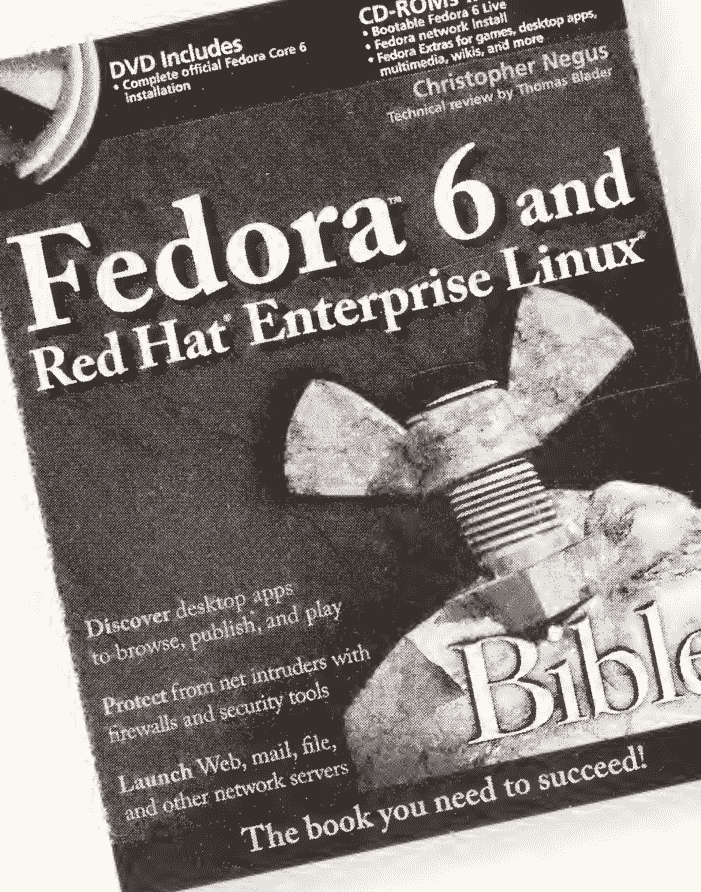 DVD Includes
• Complete official Fedora Core 6
installation
CD-ROMs
• Bootable Fedora 6 Live
• Fedora network install
• Fedora Extras for games, desktop apps,
multimedia, wikis, and more
Christopher Negus
Technical review by Thomas Blader
Fedora™ 6 and
Red Hat® Enterprise Linux®
Discover desktop apps
to browse, publish, and play
Protect from net intruders with
firewalls and security tools
Launch Web, mail, file,
and other network servers
Bible
The book you need to succeed!